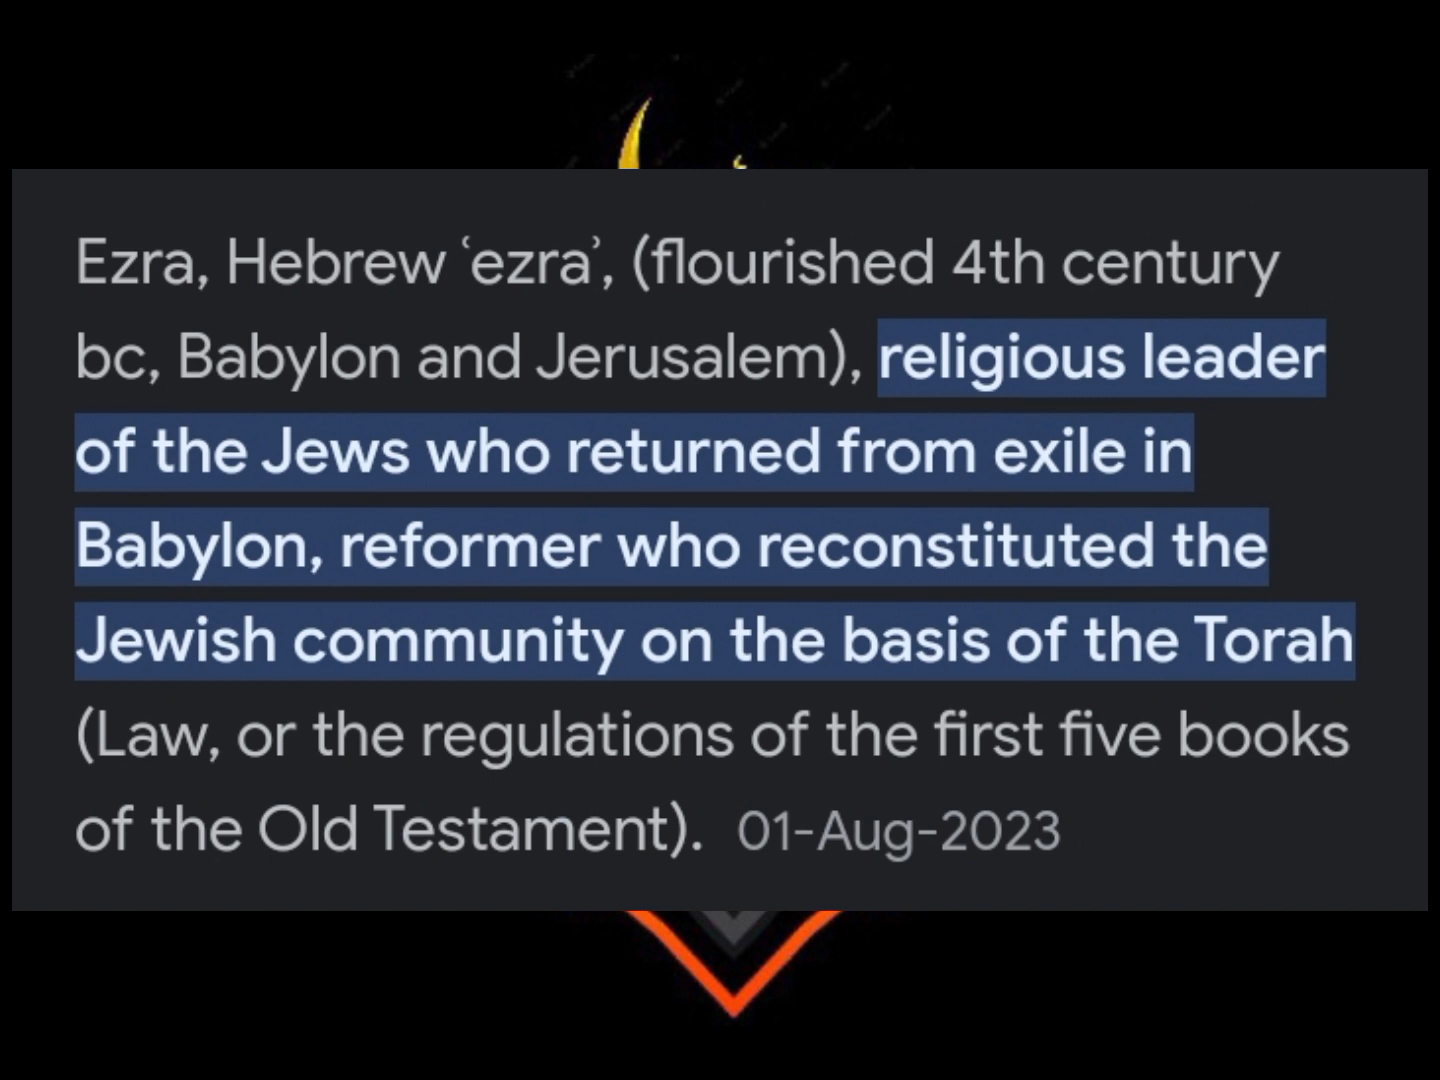 Ezra, Hebrew ʿezraʾ, (flourished 4th century
bc, Babylon and Jerusalem), religious leader
of the Jews who returned from exile in
Babylon, reformer who reconstituted the
Jewish community on the basis of the Torah
(Law, or the regulations of the first five books
of the Old Testament). 01-Aug-2023